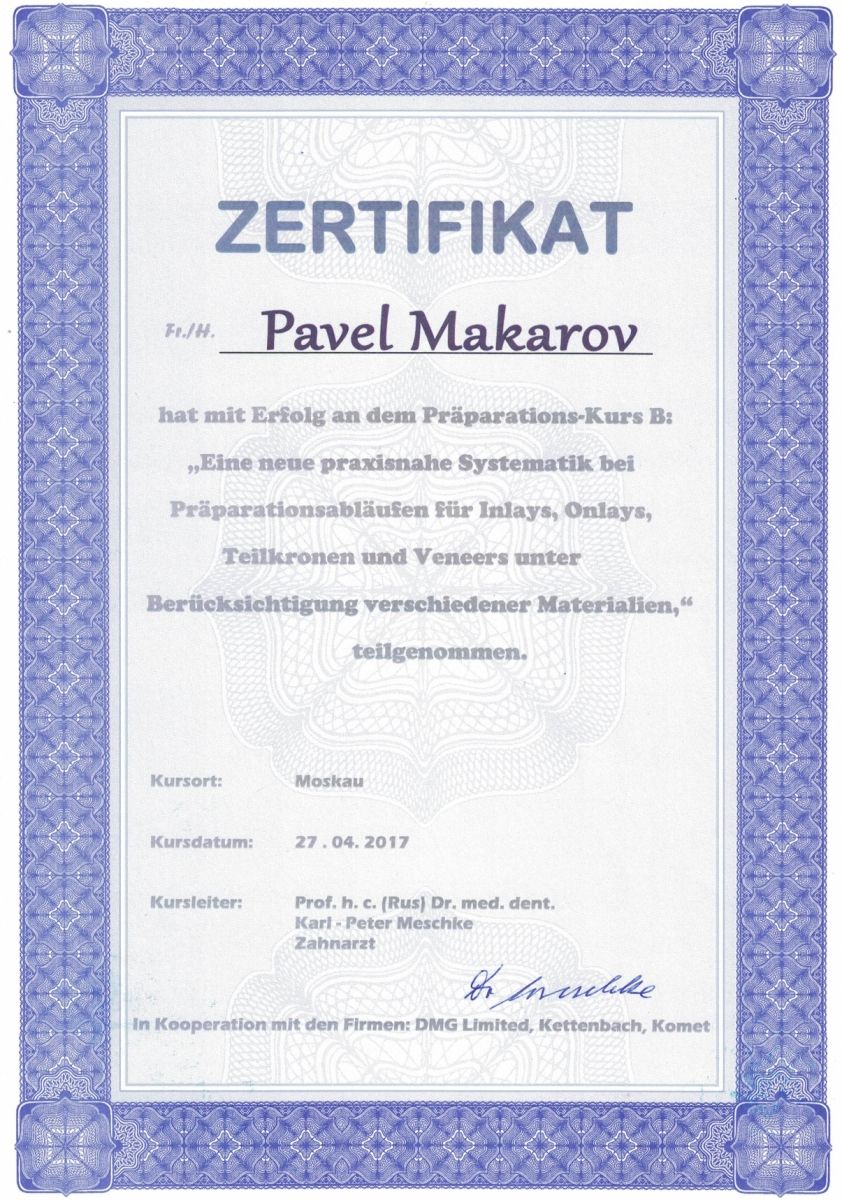 ZERTIFIKAT
Fr./H. Pavel Makarov
hat mit Erfolg an dem Präparations-Kurs B:
„Eine neue praxisnahe Systematik bei
Präparationsabläufen für Inlays, Onlays,
Teilkronen und Veneers unter
Berücksichtigung verschiedener Materialien,“
teilgenommen.
Kursort: Moskau
Kursdatum: 27 . 04. 2017
Kursleiter: Prof. h. c. (Rus) Dr. med. dent.
Karl - Peter Meschke
Zahnarzt
Dr Meschke
In Kooperation mit den Firmen: DMG Limited, Kettenbach, Komet